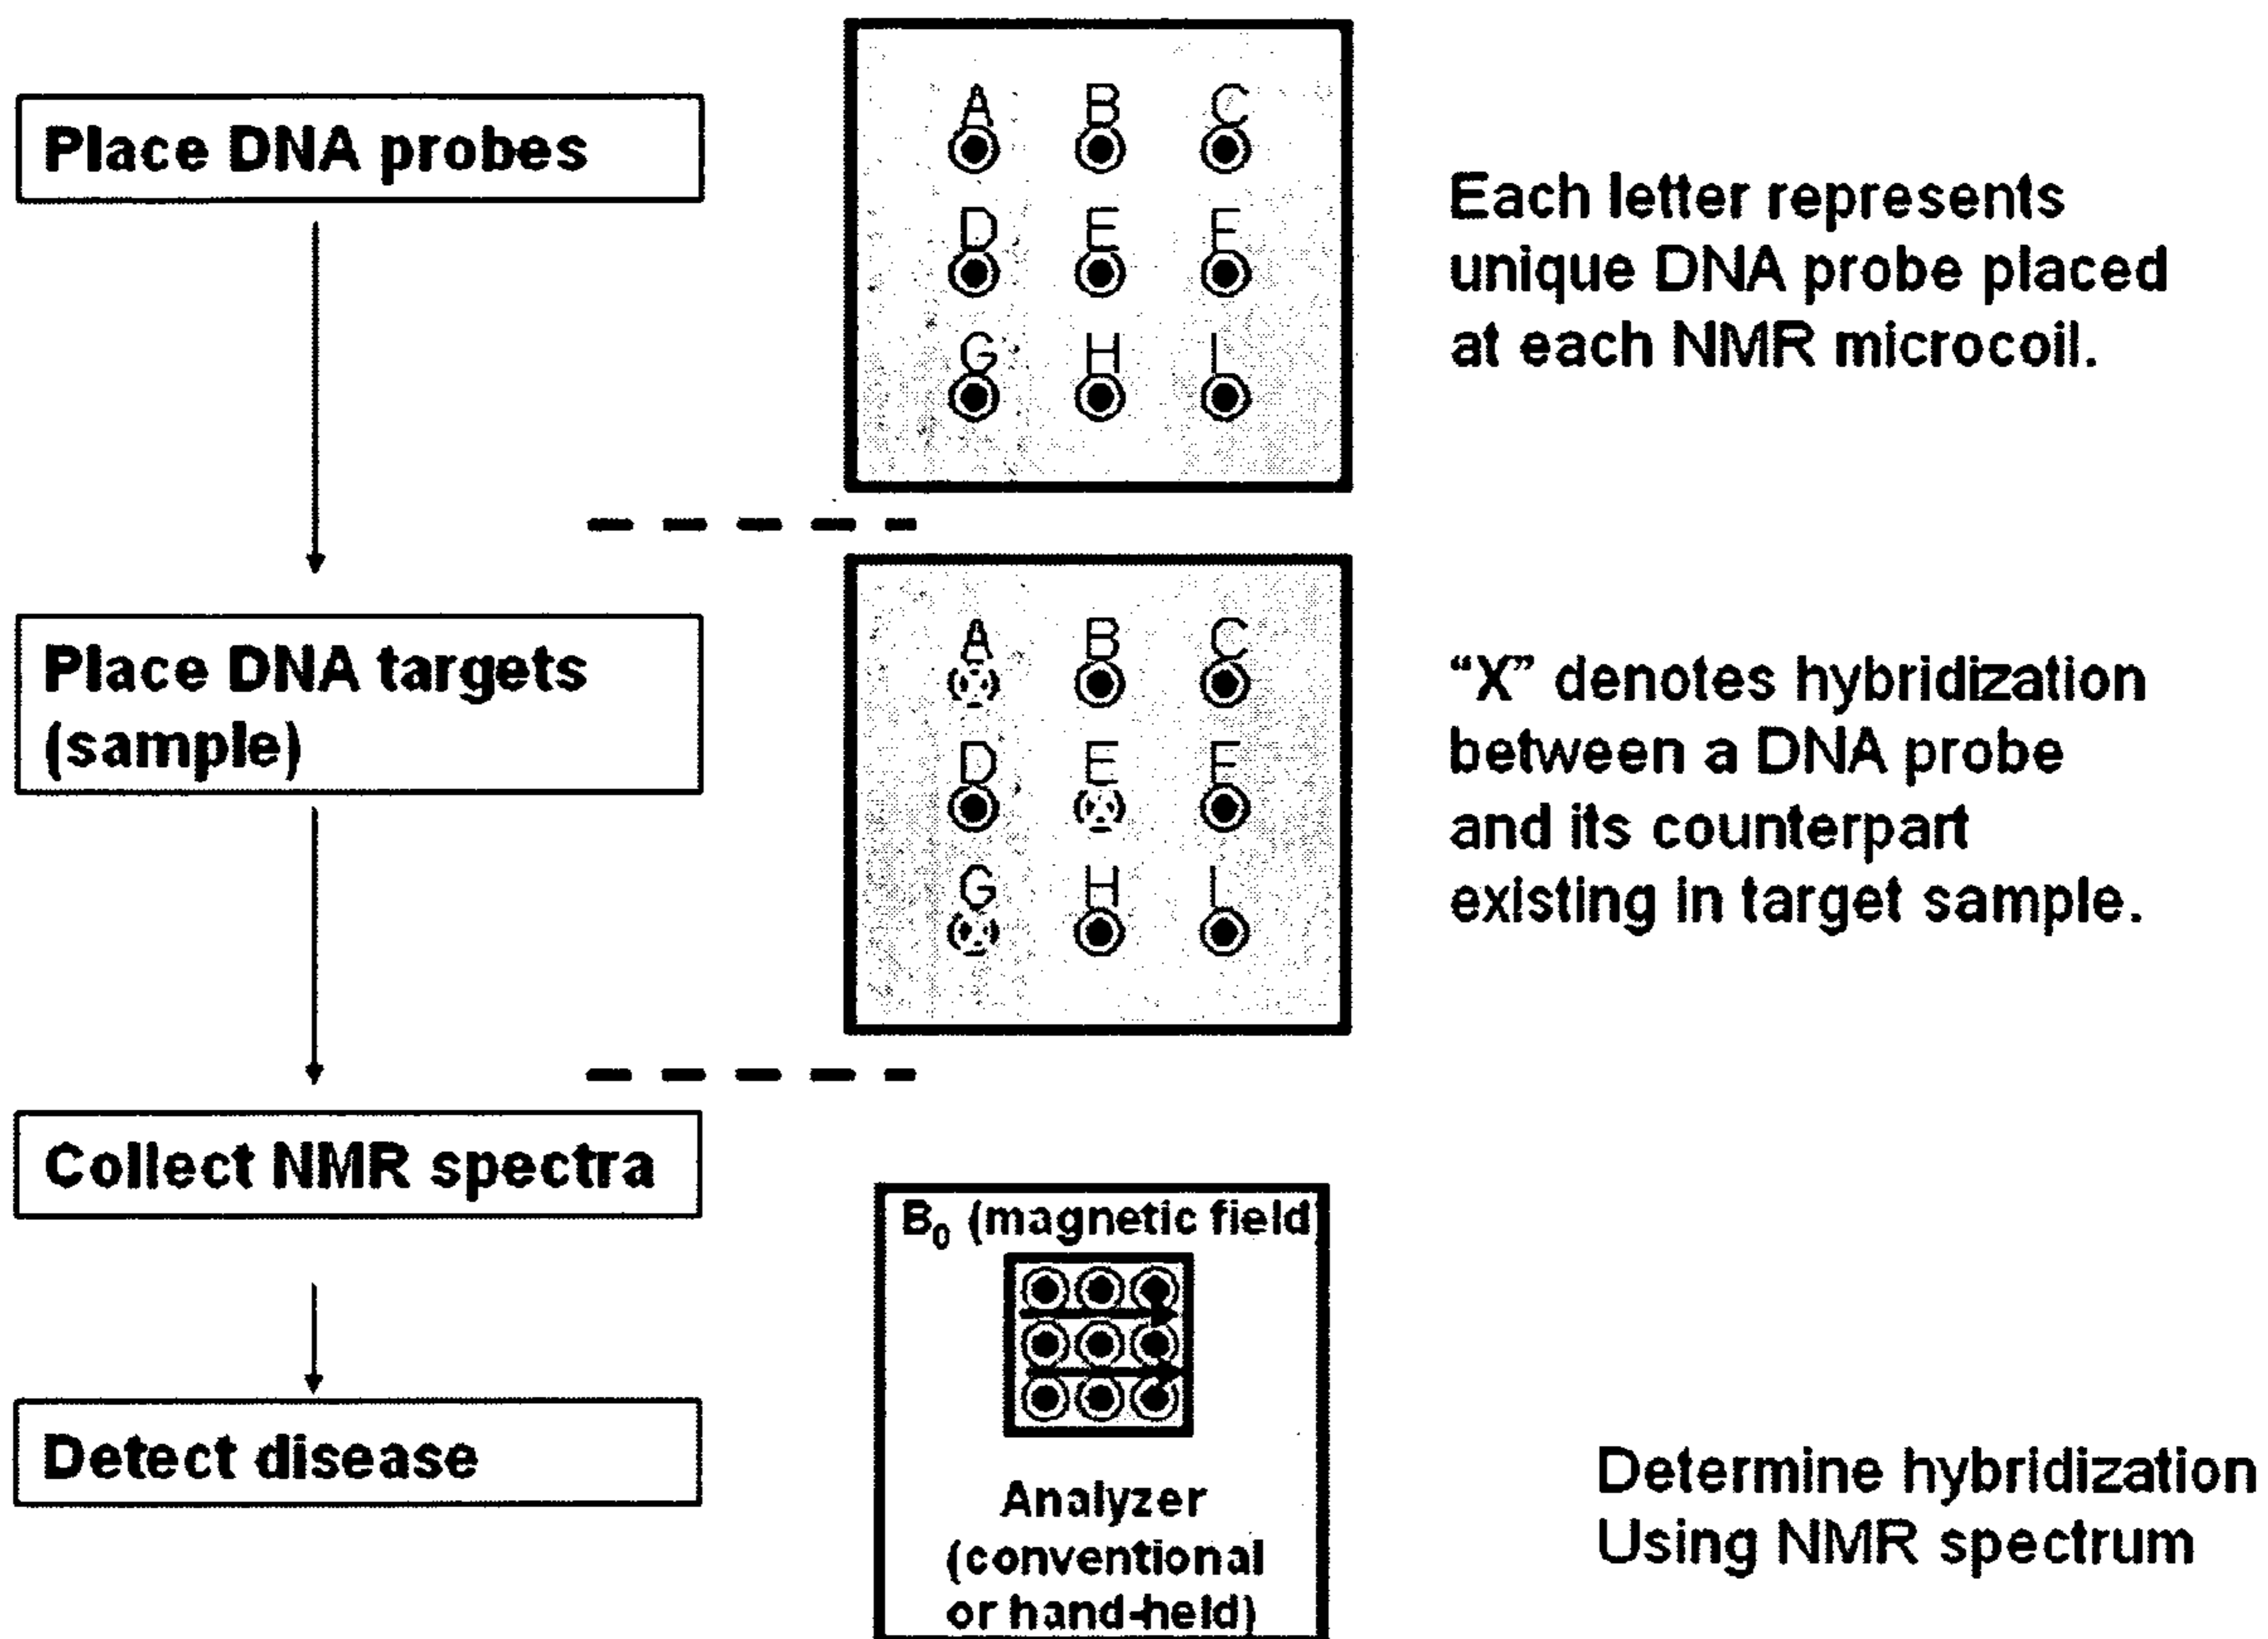 Place DNA probes
A B C
D E F
G H I
Each letter represents
unique DNA probe placed
at each NMR microcoil.
Place DNA targets
(sample)
A B C
D E F
G H I
“X” denotes hybridization
between a DNA probe
and its counterpart
existing in target sample.
Collect NMR spectra
B0 (magnetic field
Analyzer
(conventional
or hand-held)
Detect disease
Determine hybridization
Using NMR spectrum